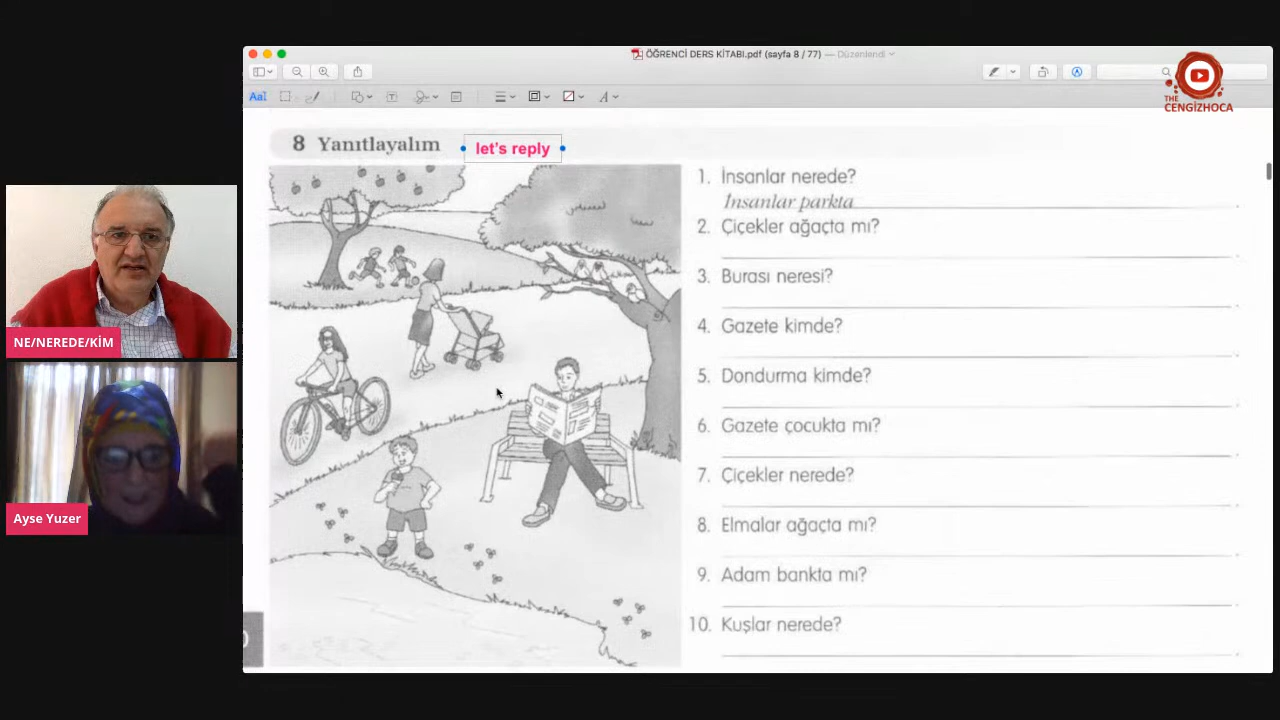 ÖĞRENCİ DERS KİTABI.pdf (sayfa 8 / 77) — Düzenlendi
THE
CENGİZHOCA
8 Yanıtlayalım let's reply
1. İnsanlar nerede?
İnsanlar parkta
2. Çiçekler ağaçta mı?
3. Burası neresi?
4. Gazete kimde?
5. Dondurma kimde?
6. Gazete çocukta mı?
7. Çiçekler nerede?
8. Elmalar ağaçta mı?
9. Adam bankta mı?
10. Kuşlar nerede?
NE/NEREDE/KİM
Ayse Yuzer